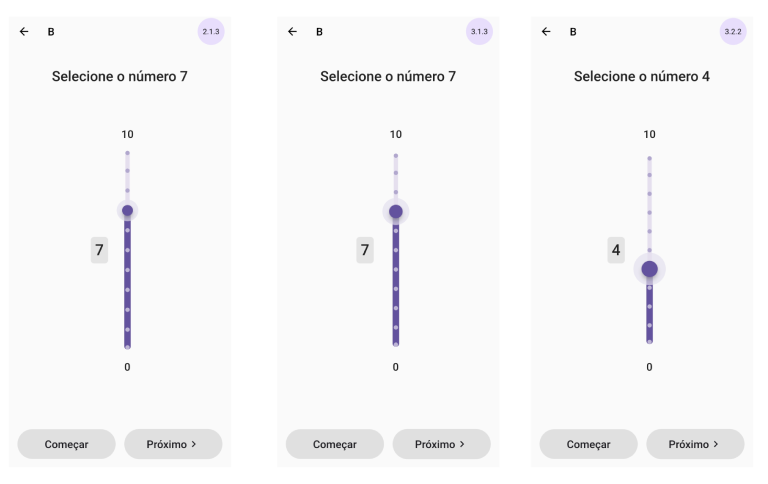 B
2.1.3
Selecione o número 7
10
7
0
Começar
Próximo
B
3.1.3
Selecione o número 7
10
7
0
Começar
Próximo
B
3.2.2
Selecione o número 4
10
4
0
Começar
Próximo